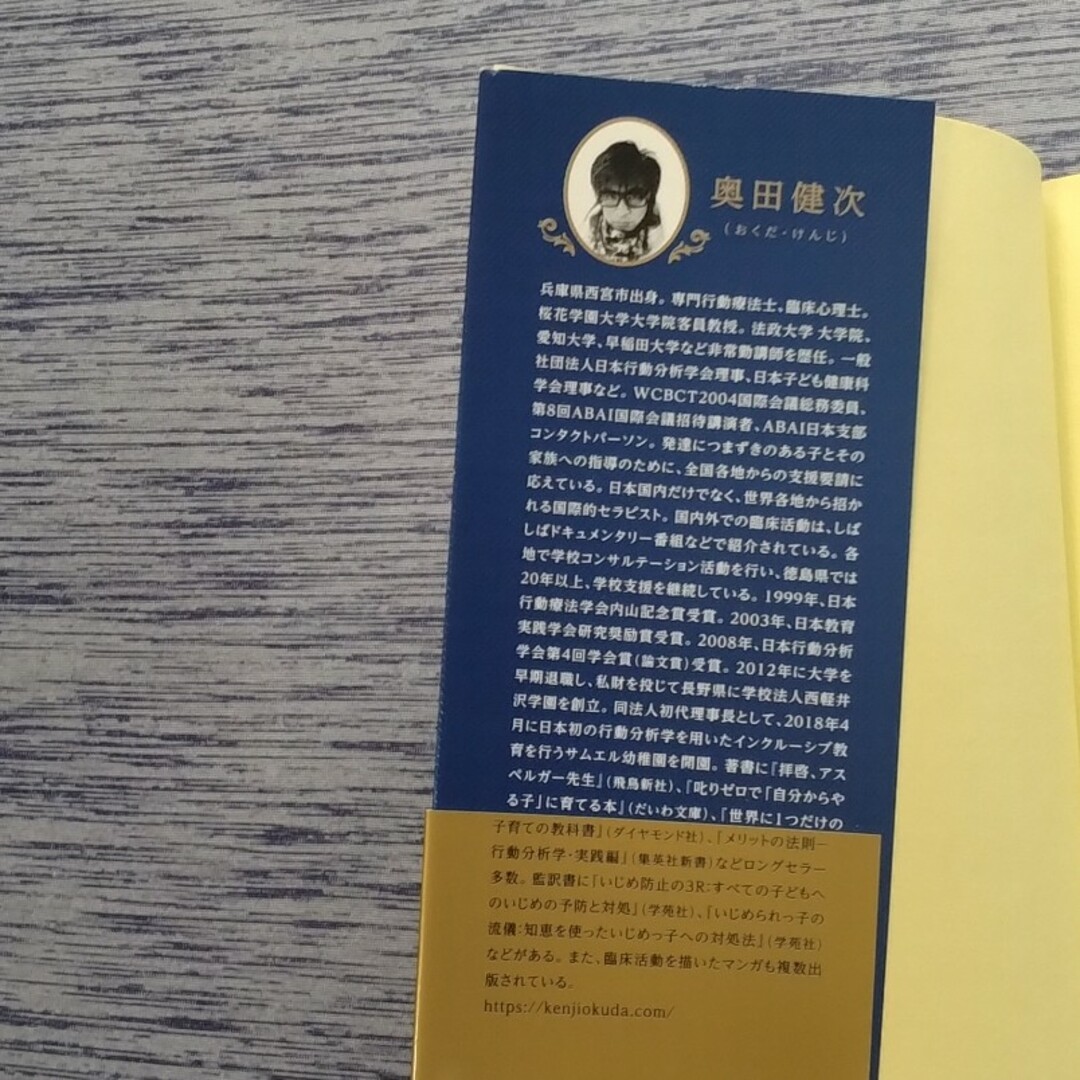 奥田健次
（おくだ・けんじ）
兵庫県西宮市出身。専門行動療法士、臨床心理士。
桜花学園大学大学院客員教授。法政大学 大学院、
愛知大学、早稲田大学など非常勤講師を歴任。一般
社団法人日本行動分析学会理事、日本子ども健康科
学会理事など。WCBCT2004国際会議総務委員、
第8回ABAI国際会議招待講演者、ABAI日本支部
コンタクトパーソン。発達につまずきのある子とその
家族への指導のために、全国各地からの支援要請に
応えている。日本国内だけでなく、世界各地から招か
れる国際的セラピスト。国内外での臨床活動は、しば
しばドキュメンタリー番組などで紹介されている。各
地で学校コンサルテーション活動を行い、徳島県では
20年以上、学校支援を継続している。1999年、日本
行動療法学会内山記念賞受賞。2003年、日本教育
実践学会研究奨励賞受賞。2008年、日本行動分析
学会第4回学会賞（論文賞）受賞。2012年に大学を
早期退職し、私財を投じて長野県に学校法人西軽井
沢学園を創立。同法人初代理事長として、2018年4
月に日本初の行動分析学を用いたインクルーシブ教
育を行うサムエル幼稚園を開園。著書に『拝啓、アス
ペルガー先生』（飛鳥新社）、『叱りゼロで「自分からや
る子」に育てる本』（だいわ文庫）、『世界に1つだけの
子育ての教科書』（ダイヤモンド社）、『メリットの法則―
行動分析学・実践編』（集英社新書）などロングセラー
多数。監訳書に『いじめ防止の3R：すべての子どもへ
のいじめの予防と対処』（学苑社）、『いじめられっ子の
流儀：知恵を使ったいじめっ子への対処法』（学苑社）
などがある。また、臨床活動を描いたマンガも複数出
版されている。
https://kenjiokuda.com/